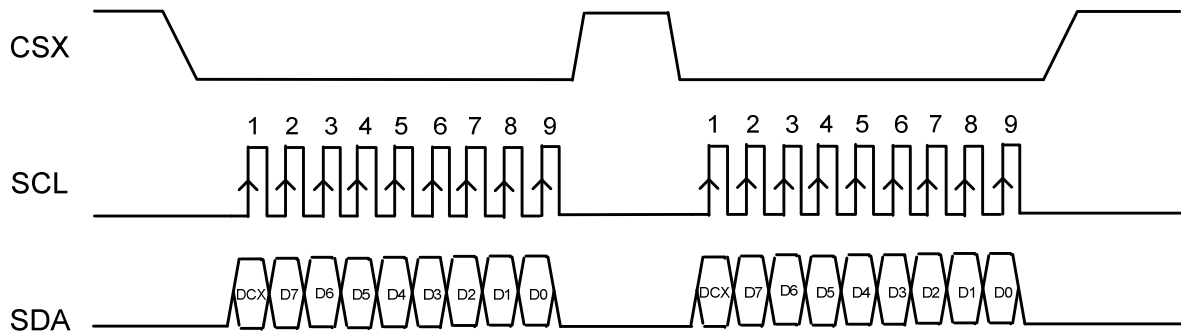 CSX
1 2 3 4 5 6 7 8 9 1 2 3 4 5 6 7 8 9
SCL
DCX D7 D6 D5 D4 D3 D2 D1 D0 DCX D7 D6 D5 D4 D3 D2 D1 D0
SDA